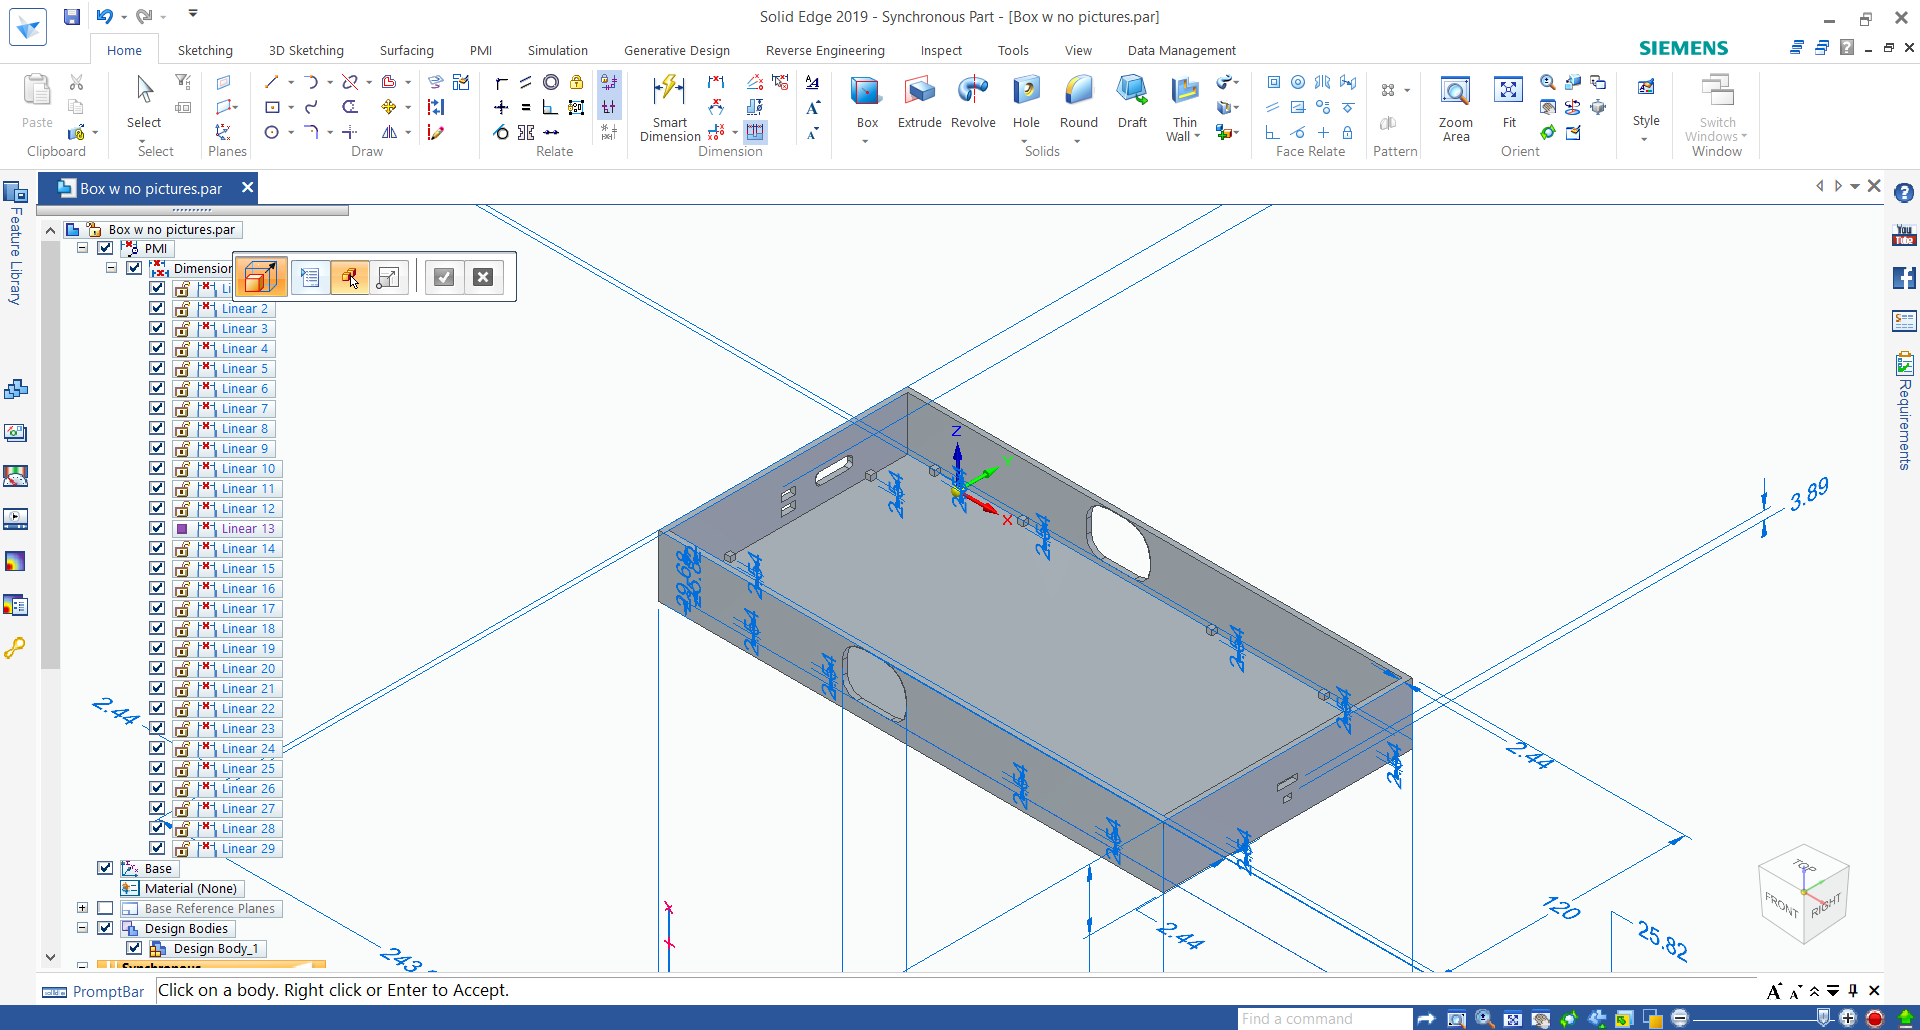 Solid Edge 2019 - Synchronous Part - [Box w no pictures.par]
Home
Sketching
3D Sketching
Surfacing
PMI
Simulation
Generative Design
Reverse Engineering
Inspect
Tools
View
Data Management
SIEMENS
Paste
Clipboard
Select
Select
Planes
Draw
Relate
Smart Dimension
Dimension
Box
Extrude
Revolve
Hole
Round
Draft
Thin Wall
Solids
Face Relate
Pattern
Zoom Area
Fit
Orient
Style
Switch Windows
Window
Box w no pictures.par
Feature Library
Box w no pictures.par
PMI
Dimension
Li
Linear 2
Linear 3
Linear 4
Linear 5
Linear 6
Linear 7
Linear 8
Linear 9
Linear 10
Linear 11
Linear 12
Linear 13
Linear 14
Linear 15
Linear 16
Linear 17
Linear 18
Linear 19
Linear 20
Linear 21
Linear 22
Linear 23
Linear 24
Linear 25
Linear 26
Linear 27
Linear 28
Linear 29
Base
Material (None)
Base Reference Planes
Design Bodies
Design Body_1
Synchronous
Z
Y
X
3.89
2.44
2.44
2.44
120
25.82
243
TOP
FRONT
RIGHT
You Tube
Requirements
PromptBar
Click on a body. Right click or Enter to Accept.
Find a command